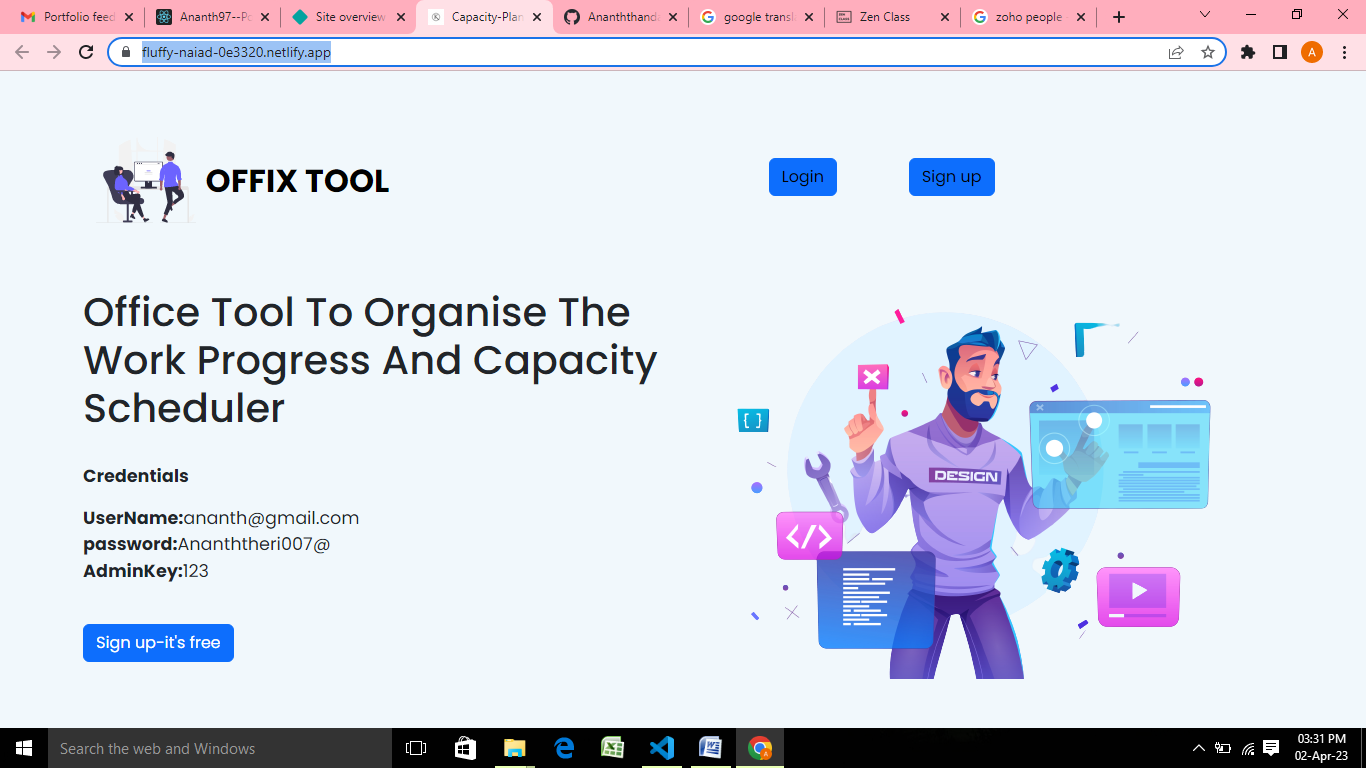 Portfolio feed
Ananth97--Po
Site overview
Capacity-Plan
Ananththanda
google transl
Zen Class
zoho people
fluffy-naiad-0e3320.netlify.app
A
OFFIX TOOL
Login
Sign up
Office Tool To Organise The
Work Progress And Capacity
Scheduler
Credentials
UserName:ananth@gmail.com
password:Ananththeri007@
AdminKey:123
Sign up-it's free
{ }
DESIGN
</>
Search the web and Windows
03:31 PM
02-Apr-23